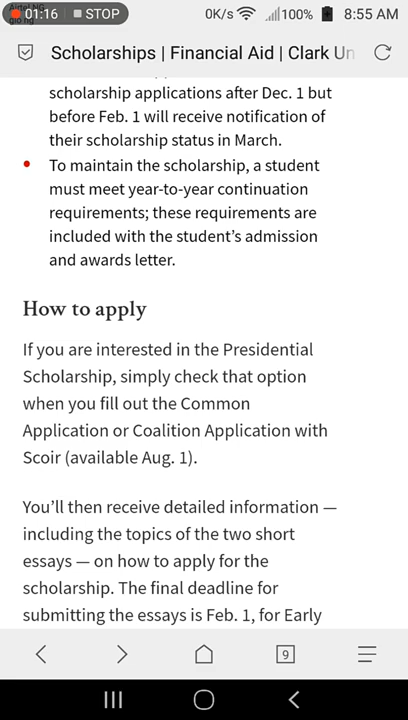 Airtel NG
glo ng
01:16 STOP
0K/s 100% 8:55 AM
Scholarships | Financial Aid | Clark Un
scholarship applications after Dec. 1 but
before Feb. 1 will receive notification of
their scholarship status in March.
To maintain the scholarship, a student
must meet year-to-year continuation
requirements; these requirements are
included with the student’s admission
and awards letter.
How to apply
If you are interested in the Presidential
Scholarship, simply check that option
when you fill out the Common
Application or Coalition Application with
Scoir (available Aug. 1).
You’ll then receive detailed information —
including the topics of the two short
essays — on how to apply for the
scholarship. The final deadline for
submitting the essays is Feb. 1, for Early
9